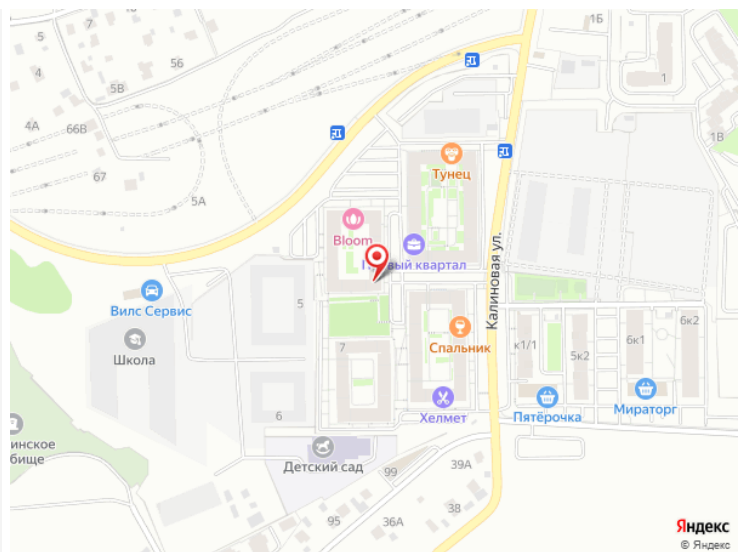 1Б
7
5
56
4
5В
1
4А
66В
1В
Тунец
67
5А
Bloom
вый квартал
Калиновая ул.
5
Вилс Сервис
6к2
6к1
Школа
Спальник
к1/1
7
5к2
Мираторг
6
Хелмет
Пятёрочка
инское
бище
Детский сад
99
39А
38
95
36А
Яндекс
© Яндекс